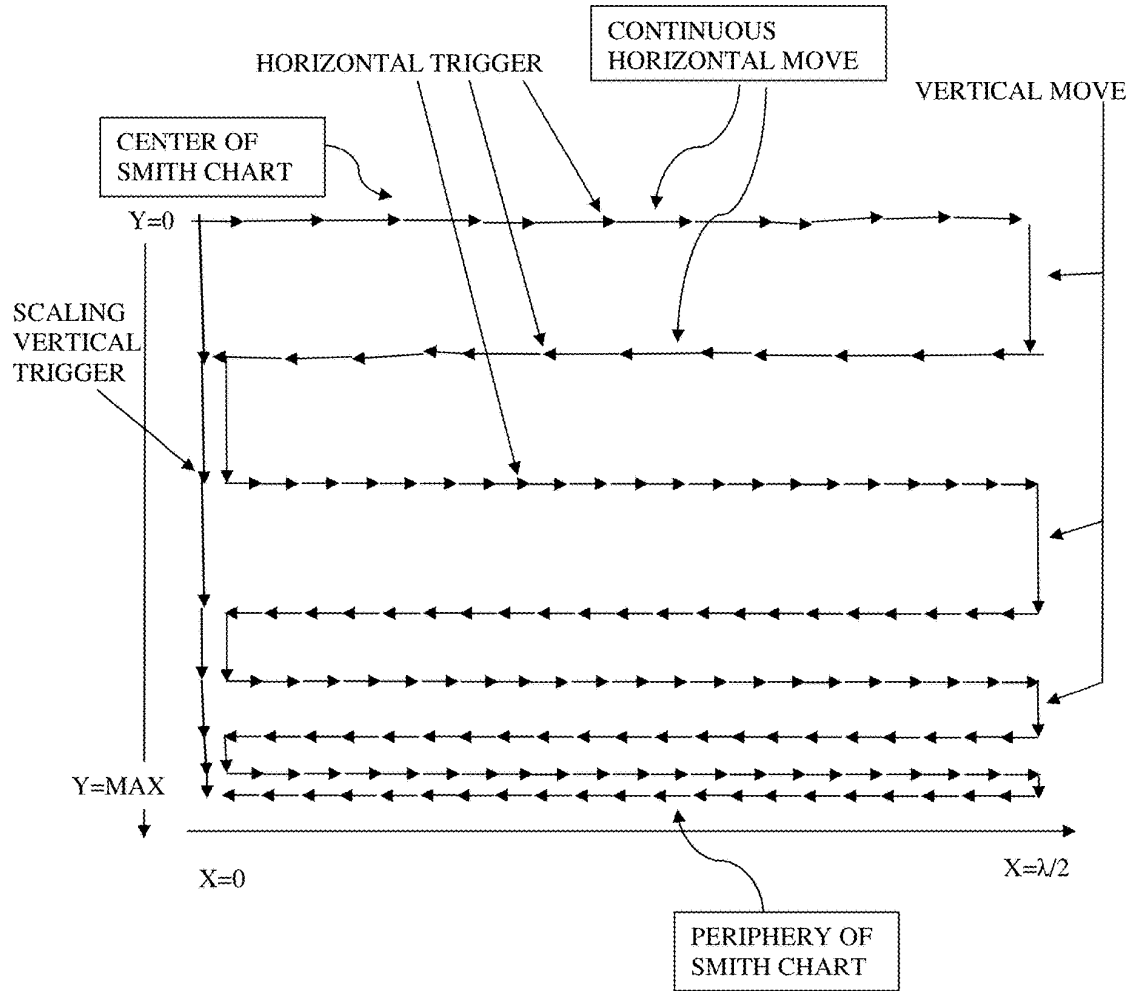 CONTINUOUS
HORIZONTAL MOVE
HORIZONTAL TRIGGER
VERTICAL MOVE
CENTER OF
SMITH CHART
Y=0
SCALING
VERTICAL
TRIGGER
Y=MAX
X=0
X=λ/2
PERIPHERY OF
SMITH CHART